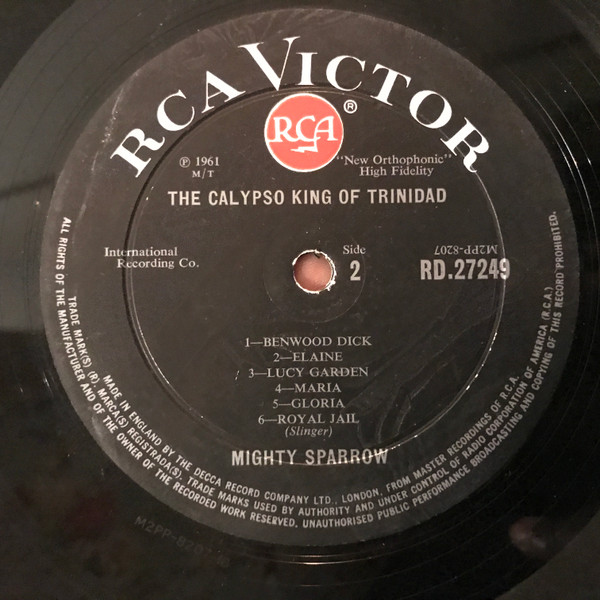 RCA VICTOR
RCA
®
℗ 1961
M/T
"New Orthophonic"
High Fidelity
THE CALYPSO KING OF TRINIDAD
International
Recording Co.
Side
2
M2PP-8207
RD.27249
1—BENWOOD DICK
2—ELAINE
3—LUCY GARDEN
4—MARIA
5—GLORIA
6—ROYAL JAIL
(Slinger)
MIGHTY SPARROW
MADE IN ENGLAND BY THE DECCA RECORD COMPANY LTD., LONDON, FROM MASTER RECORDINGS OF R.C.A.
TRADE MARK(S) (R). MARCA(S) REGISTRADA(S). TRADE MARKS USED BY AUTHORITY AND UNDER CONTROL OF RADIO CORPORATION OF AMERICA (R.C.A.)
ALL RIGHTS OF THE MANUFACTURER AND OF THE OWNER OF THE RECORDED WORK RESERVED. UNAUTHORISED PUBLIC PERFORMANCE BROADCASTING AND COPYING OF THIS RECORD PROHIBITED.